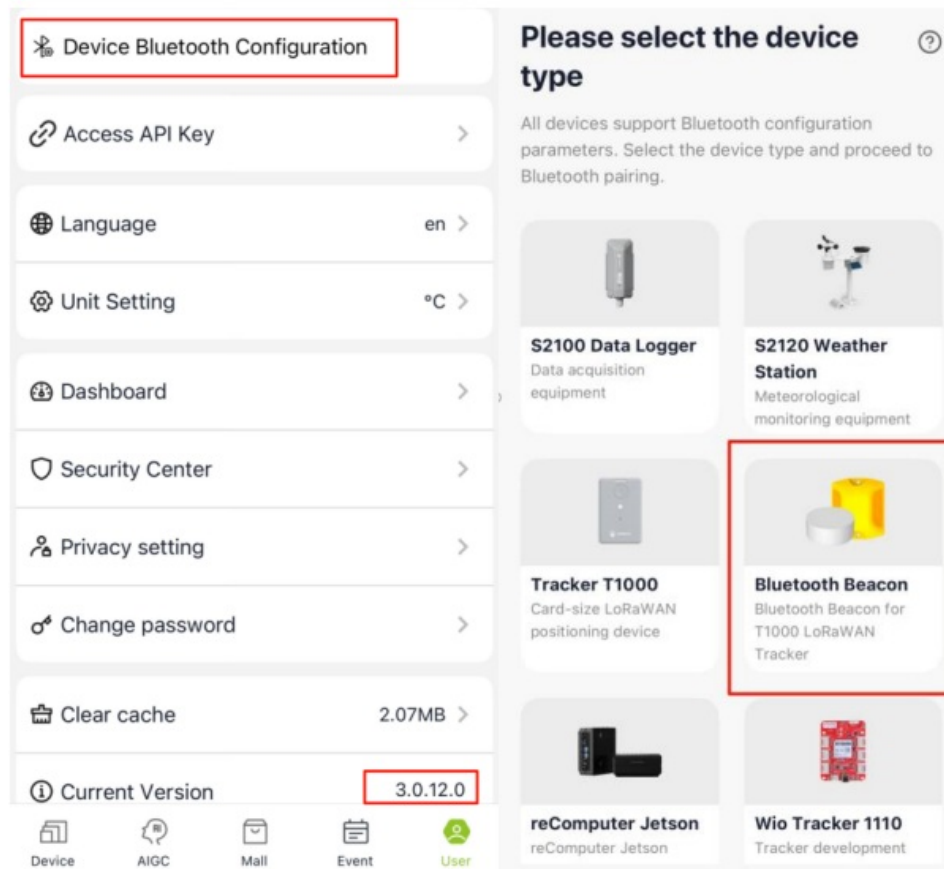 Device Bluetooth Configuration
Access API Key
Language en
Unit Setting °C
Dashboard
Security Center
Privacy setting
Change password
Clear cache 2.07MB
Current Version 3.0.12.0
Device AIGC Mall Event User
Please select the device
type
All devices support Bluetooth configuration
parameters. Select the device type and proceed to
Bluetooth pairing.
S2100 Data Logger
Data acquisition
equipment
S2120 Weather
Station
Meteorological
monitoring equipment
Tracker T1000
Card-size LoRaWAN
positioning device
Bluetooth Beacon
Bluetooth Beacon for
T1000 LoRaWAN
Tracker
reComputer Jetson
reComputer Jetson
Wio Tracker 1110
Tracker development